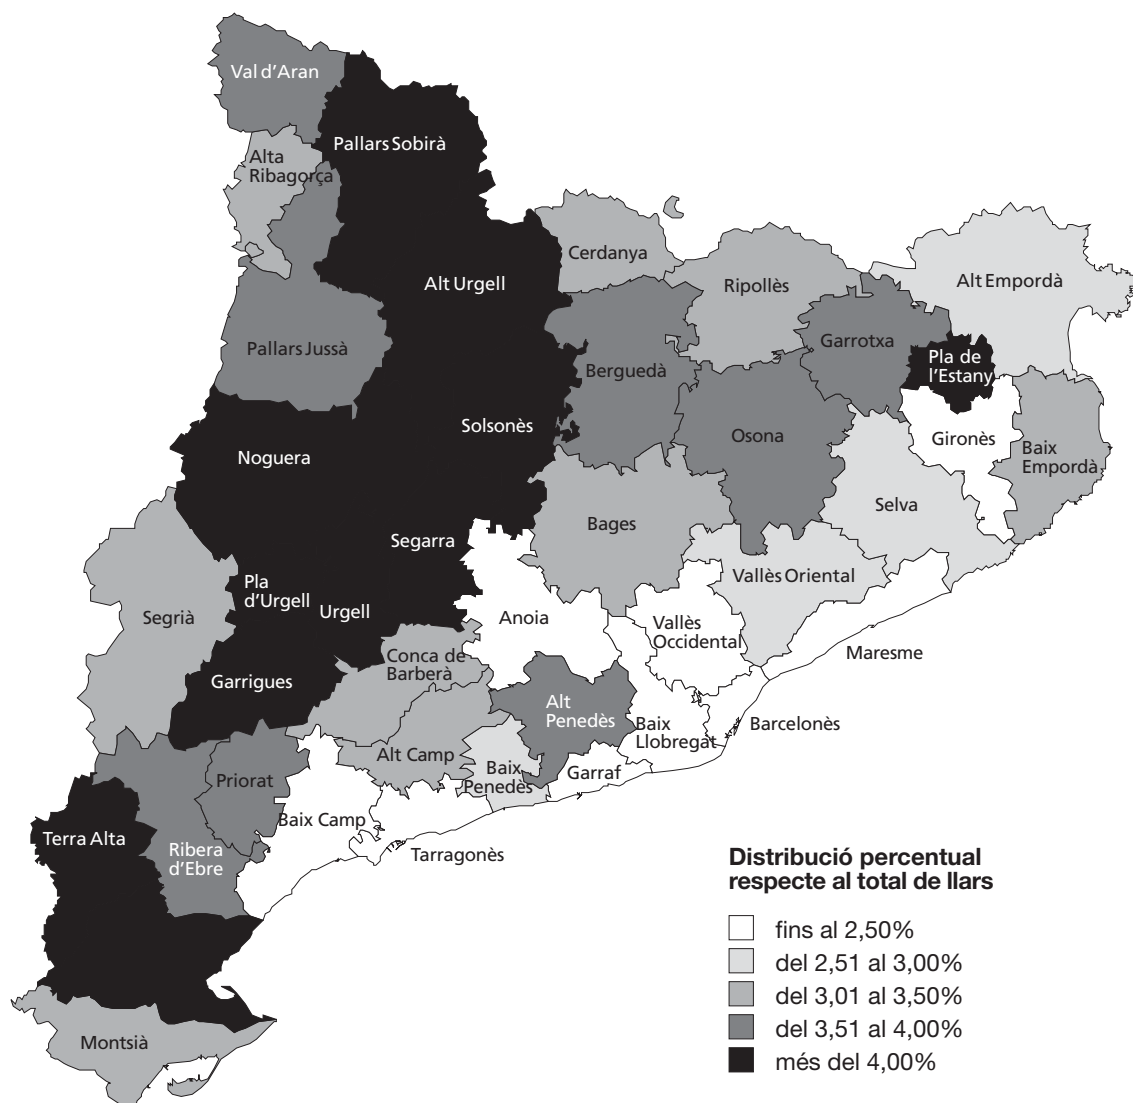 Val d'Aran
Pallars Sobirà
Alta
Ribagorça
Cerdanya
Alt Urgell
Ripollès
Alt Empordà
Pallars Jussà
Garrotxa
Pla de
l'Estany
Berguedà
Solsonès
Osona
Gironès
Noguera
Baix
Empordà
Selva
Bages
Segarra
Vallès Oriental
Pla
d'Urgell
Urgell
Segrià
Anoia
Vallès
Occidental
Maresme
Conca de
Barberà
Garrigues
Alt
Penedès
Baix
Llobregat
Barcelonès
Alt Camp
Baix
Penedès
Garraf
Priorat
Baix Camp
Terra Alta
Ribera
d'Ebre
Tarragonès
Montsià
Distribució percentual
respecte al total de llars
fins al 2,50%
del 2,51 al 3,00%
del 3,01 al 3,50%
del 3,51 al 4,00%
més del 4,00%